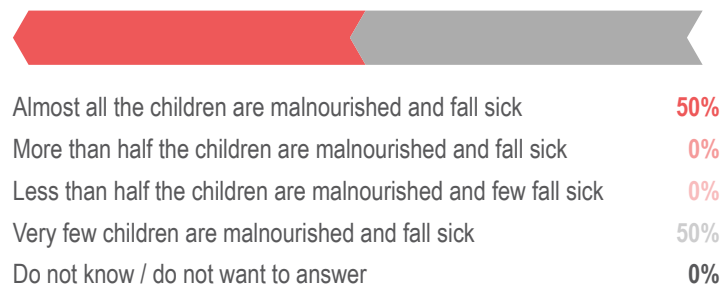 Almost all the children are malnourished and fall sick 50%
More than half the children are malnourished and fall sick 0%
Less than half the children are malnourished and few fall sick 0%
Very few children are malnourished and fall sick 50%
Do not know / do not want to answer 0%